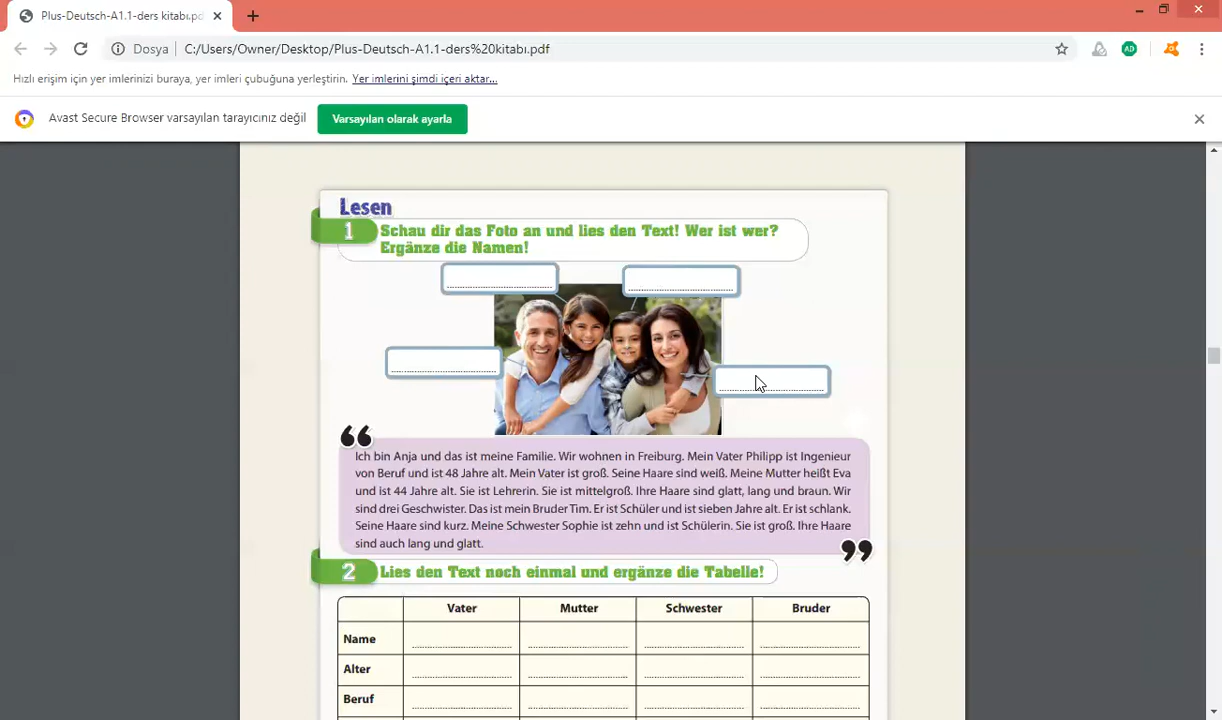 Plus-Deutsch-A1.1-ders kitabı.pd
Dosya C:/Users/Owner/Desktop/Plus-Deutsch-A1.1-ders%20kitabı.pdf
AD
Hızlı erişim için yer imlerinizi buraya, yer imleri çubuğuna yerleştirin. Yer imlerini şimdi içeri aktar...
Avast Secure Browser varsayılan tarayıcınız değil Varsayılan olarak ayarla
Lesen
1 Schau dir das Foto an und lies den Text! Wer ist wer?
Ergänze die Namen!
Ich bin Anja und das ist meine Familie. Wir wohnen in Freiburg. Mein Vater Philipp ist Ingenieur
von Beruf und ist 48 Jahre alt. Mein Vater ist groß. Seine Haare sind weiß. Meine Mutter heißt Eva
und ist 44 Jahre alt. Sie ist Lehrerin. Sie ist mittelgroß. Ihre Haare sind glatt, lang und braun. Wir
sind drei Geschwister. Das ist mein Bruder Tim. Er ist Schüler und ist sieben Jahre alt. Er ist schlank.
Seine Haare sind kurz. Meine Schwester Sophie ist zehn und ist Schülerin. Sie ist groß. Ihre Haare
sind auch lang und glatt.
2 Lies den Text noch einmal und ergänze die Tabelle!
Vater Mutter Schwester Bruder
Name
Alter
Beruf